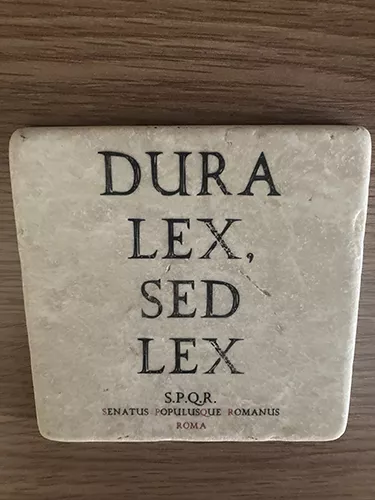 DURA
LEX,
SED
LEX
S.P.Q.R.
SENATUS POPULUSQUE ROMANUS
ROMA